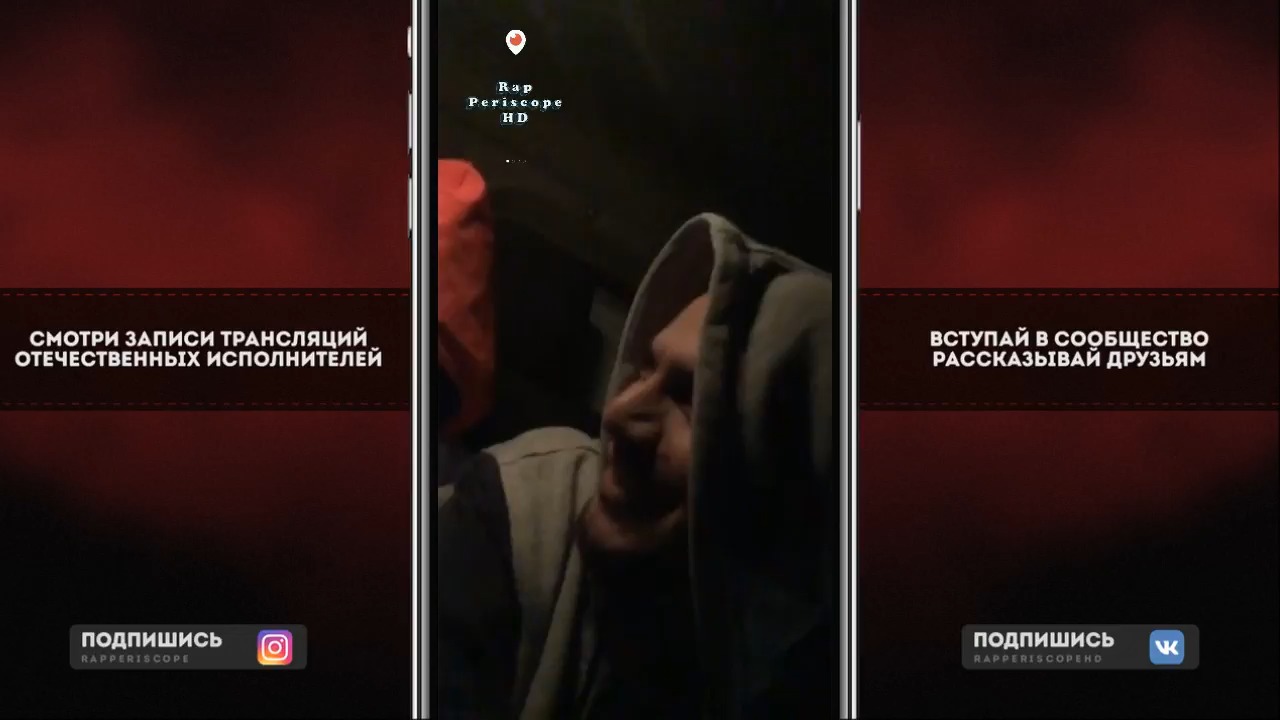 Rap
Periscope
HD
СМОТРИ ЗАПИСИ ТРАНСЛЯЦИЙ
ОТЕЧЕСТВЕННЫХ ИСПОЛНИТЕЛЕЙ
ВСТУПАЙ В СООБЩЕСТВО
РАССКАЗЫВАЙ ДРУЗЬЯМ
ПОДПИШИСЬ
RAPPERISCOPE
ПОДПИШИСЬ
RAPPERISCOPEHD